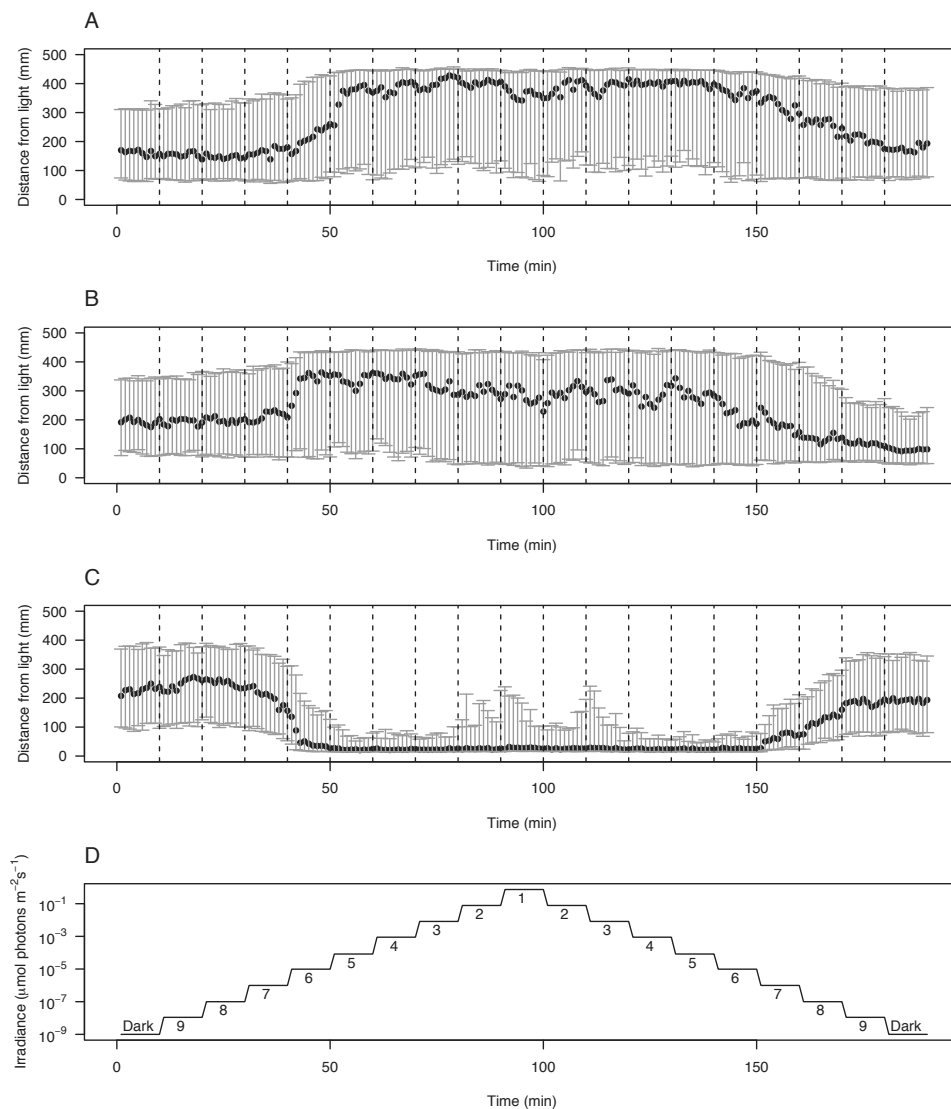 A
Distance from light (mm)
500
400
300
200
100
0
0 50 100 150
Time (min)
B
Distance from light (mm)
500
400
300
200
100
0
0 50 100 150
Time (min)
C
Distance from light (mm)
500
400
300
200
100
0
0 50 100 150
Time (min)
D
Irradiance (μmol photons m⁻²s⁻¹)
10⁻¹
10⁻³
10⁻⁵
10⁻⁷
10⁻⁹
Dark 9 8 7 6 5 4 3 2 1 2 3 4 5 6 7 8 9 Dark
0 50 100 150
Time (min)